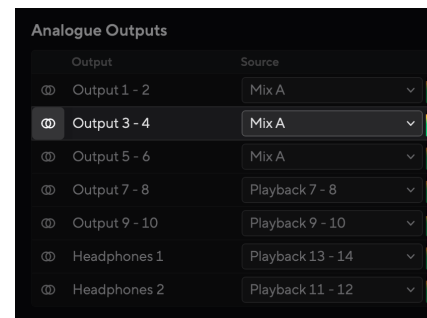 Analogue Outputs
Output Source
Output 1 - 2 Mix A
Output 3 - 4 Mix A
Output 5 - 6 Mix A
Output 7 - 8 Playback 7 - 8
Output 9 - 10 Playback 9 - 10
Headphones 1 Playback 13 - 14
Headphones 2 Playback 11 - 12